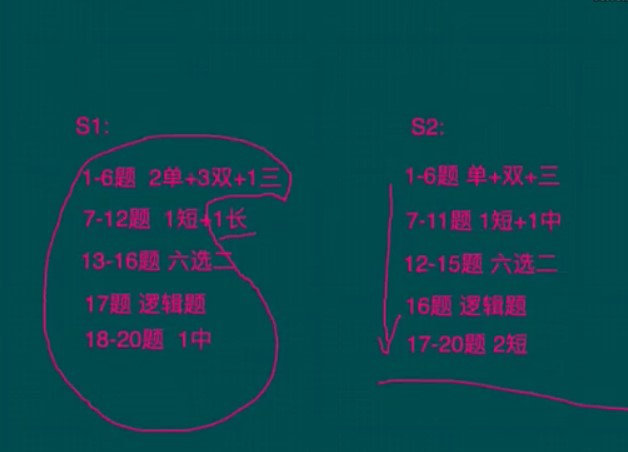 S1:
1-6题 2单+3双+1三
7-12题 1短+1长
13-16题 六选二
17题 逻辑题
18-20题 1中
S2:
1-6题 单+双+三
7-11题 1短+1中
12-15题 六选二
16题 逻辑题
17-20题 2短